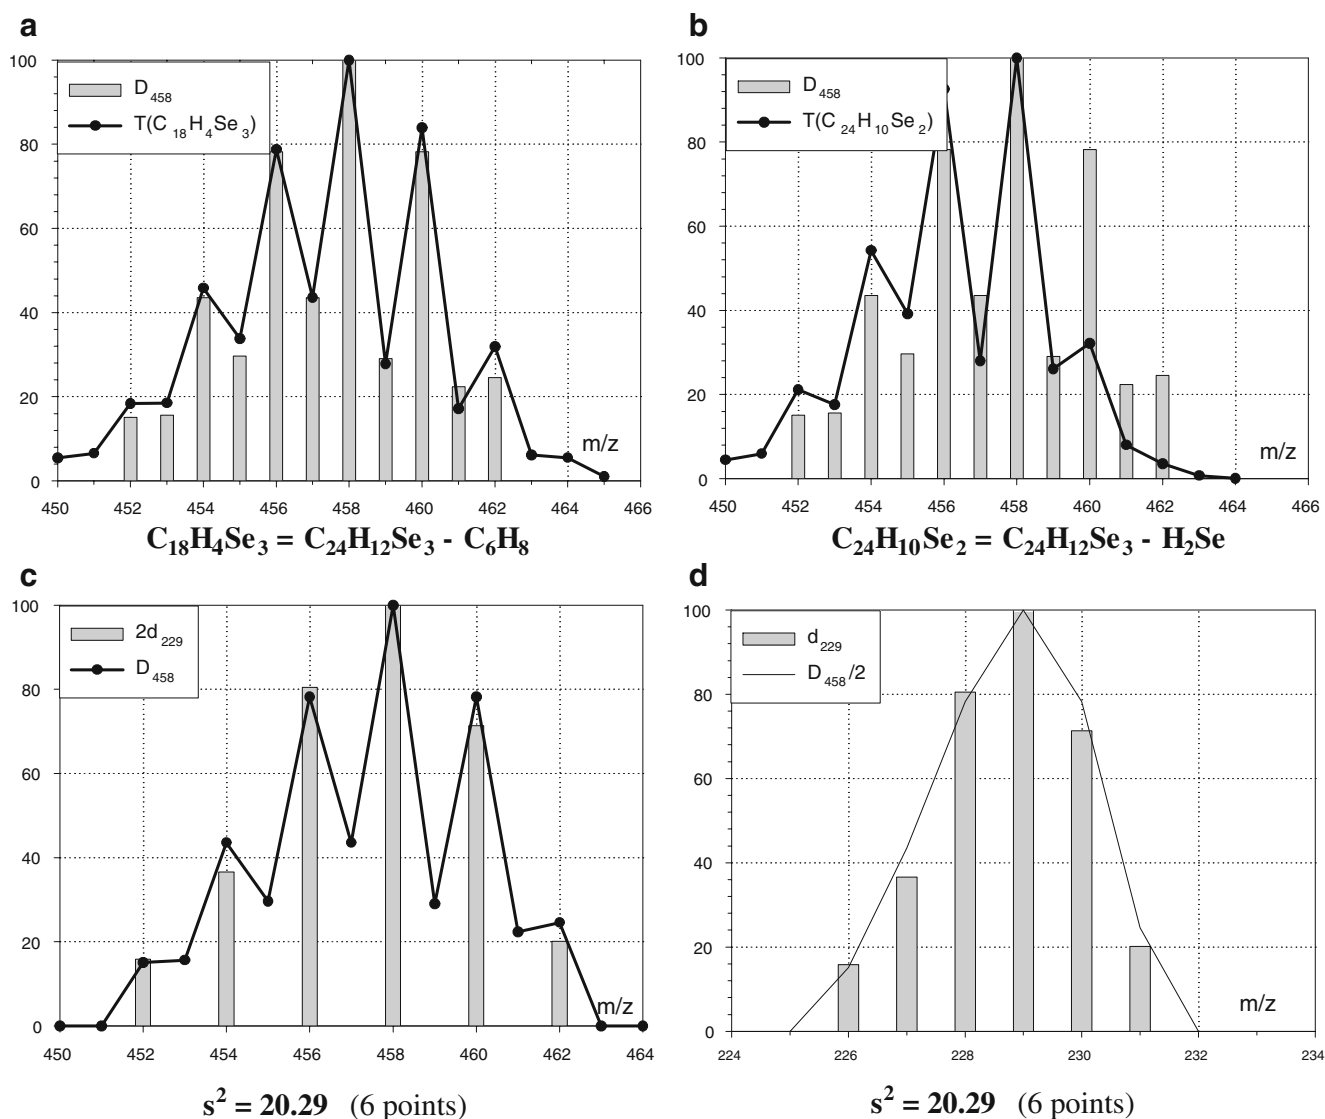 a
100
80
60
40
20
0
D458
T(C18H4Se3)
m/z
450 452 454 456 458 460 462 464 466
C18H4Se3 = C24H12Se3 - C6H8
b
100
80
60
40
20
0
D458
T(C24H10Se2)
m/z
450 452 454 456 458 460 462 464 466
C24H10Se2 = C24H12Se3 - H2Se
c
100
80
60
40
20
0
2d229
D458
m/z
450 452 454 456 458 460 462 464
s² = 20.29 (6 points)
d
100
80
60
40
20
0
d229
D458/2
m/z
224 226 228 230 232 234
s² = 20.29 (6 points)